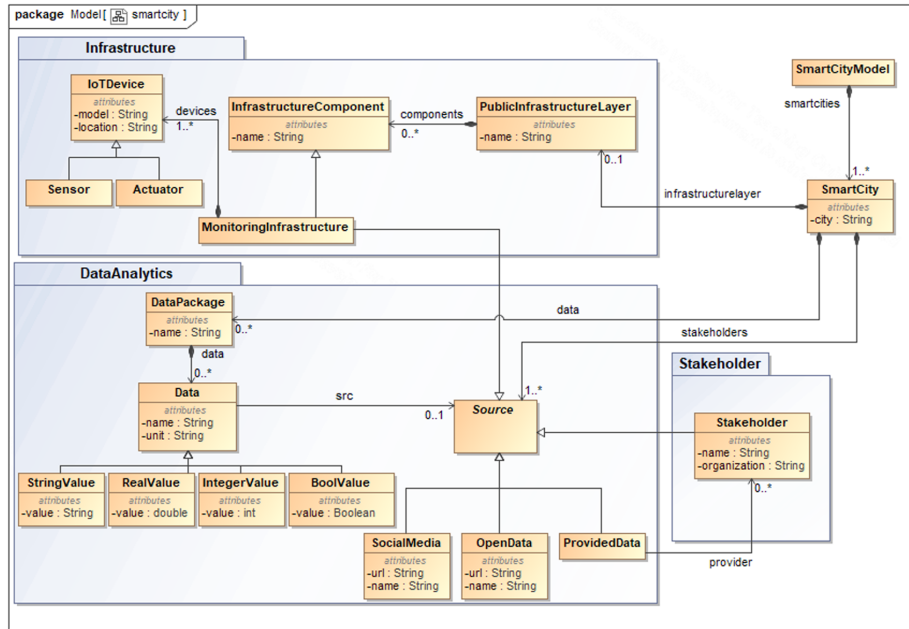 package Model[ smartcity ]
Infrastructure
IoTDevice
attributes
-model : String
-location : String
Sensor
Actuator
devices
1..*
InfrastructureComponent
attributes
-name : String
components
0..*
PublicInfrastructureLayer
attributes
-name : String
0..1
MonitoringInfrastructure
infrastructurelayer
SmartCityModel
smartcities
1..*
SmartCity
attributes
-city : String
DataAnalytics
DataPackage
attributes
-name : String
0..*
data
data
0..*
stakeholders
1..*
Data
attributes
-name : String
-unit : String
src
0..1
Source
Stakeholder
Stakeholder
attributes
-name : String
-organization : String
0..*
StringValue
attributes
-value : String
RealValue
attributes
-value : double
IntegerValue
attributes
-value : int
BoolValue
attributes
-value : Boolean
SocialMedia
attributes
-url : String
-name : String
OpenData
attributes
-url : String
-name : String
ProvidedData
provider